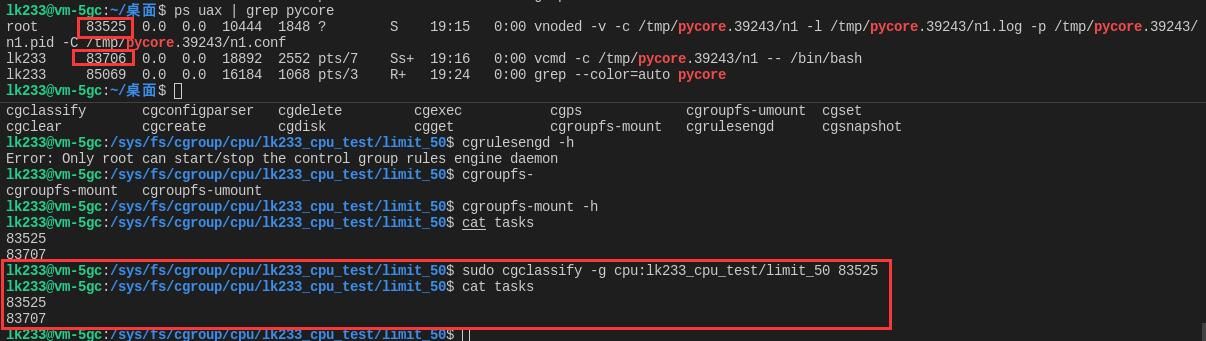 lk233@vm-5gc:~/桌面$ ps uax | grep pycore
root      83525  0.0  0.0  10444  1848 ?        S    19:15   0:00 vnoded -v -c /tmp/pycore.39243/n1 -l /tmp/pycore.39243/n1.log -p /tmp/pycore.39243/
n1.pid -C /tmp/pycore.39243/n1.conf
lk233     83706  0.0  0.0  18892  2552 pts/7    Ss+  19:16   0:00 vcmd -c /tmp/pycore.39243/n1 -- /bin/bash
lk233     85069  0.0  0.0  16184  1068 pts/3    R+   19:24   0:00 grep --color=auto pycore
lk233@vm-5gc:~/桌面$
cgclassify       cgconfigparser   cgdelete         cgexec           cgps             cgroupfs-umount  cgset
cgclear          cgcreate         cgdisk           cgget            cgroupfs-mount   cgrulesengd      cgsnapshot
lk233@vm-5gc:/sys/fs/cgroup/cpu/lk233_cpu_test/limit_50$ cgrulesengd -h
Error: Only root can start/stop the control group rules engine daemon
lk233@vm-5gc:/sys/fs/cgroup/cpu/lk233_cpu_test/limit_50$ cgroupfs-
cgroupfs-mount   cgroupfs-umount
lk233@vm-5gc:/sys/fs/cgroup/cpu/lk233_cpu_test/limit_50$ cgroupfs-mount -h
lk233@vm-5gc:/sys/fs/cgroup/cpu/lk233_cpu_test/limit_50$ cat tasks
83525
83707
lk233@vm-5gc:/sys/fs/cgroup/cpu/lk233_cpu_test/limit_50$ sudo cgclassify -g cpu:lk233_cpu_test/limit_50 83525
lk233@vm-5gc:/sys/fs/cgroup/cpu/lk233_cpu_test/limit_50$ cat tasks
83525
83707
lk233@vm-5gc:/sys/fs/cgroup/cpu/lk233_cpu_test/limit_50$